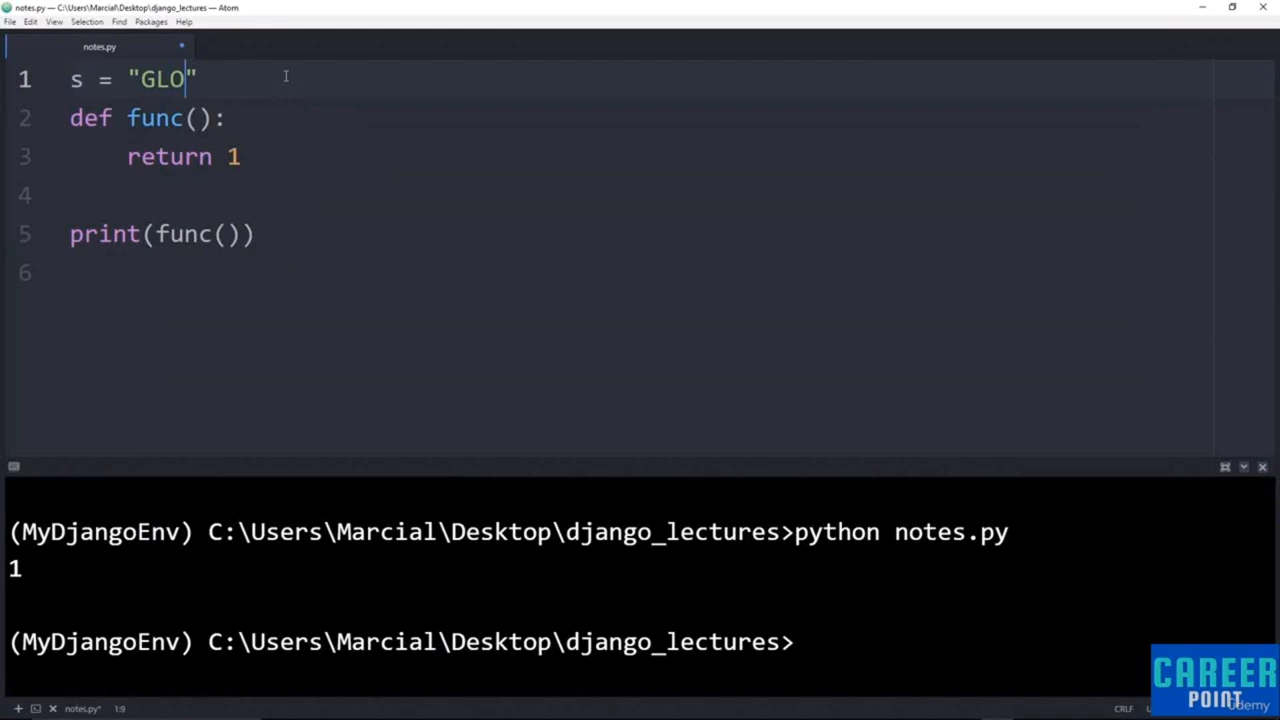 notes.py — C:\Users\Marcial\Desktop\django_lectures — Atom
File Edit View Selection Find Packages Help
notes.py
1 s = "GLO"
2 def func():
3     return 1
4
5 print(func())
6
(MyDjangoEnv) C:\Users\Marcial\Desktop\django_lectures>python notes.py
1
(MyDjangoEnv) C:\Users\Marcial\Desktop\django_lectures>
CAREER
POINT
Udemy
notes.py* 1:9 CRLF